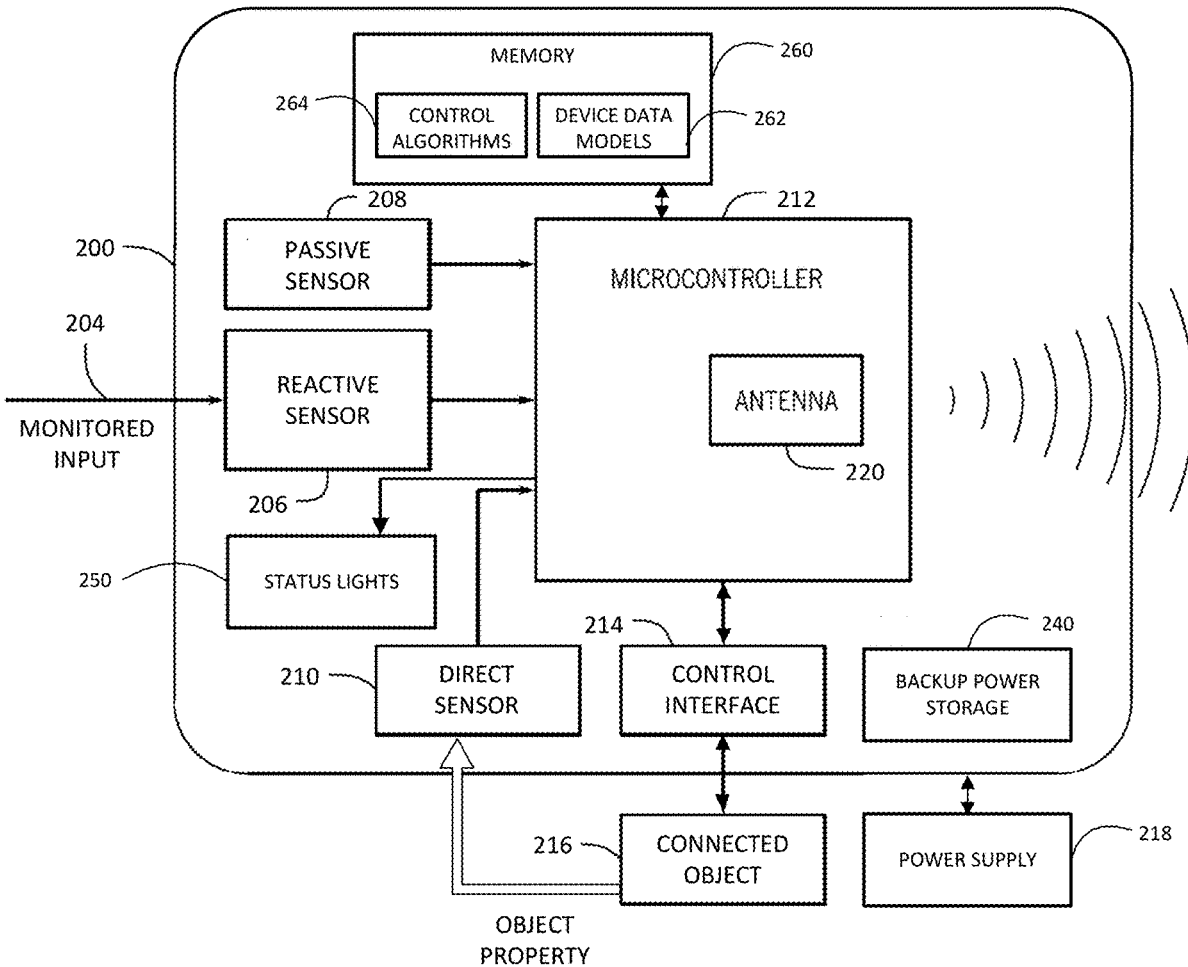 MEMORY
260
264
CONTROL
ALGORITHMS
DEVICE DATA
MODELS
262
208
212
200
PASSIVE
SENSOR
MICROCONTROLLER
204
REACTIVE
SENSOR
ANTENNA
MONITORED
INPUT
220
206
250
STATUS LIGHTS
214
240
210
DIRECT
SENSOR
CONTROL
INTERFACE
BACKUP POWER
STORAGE
216
CONNECTED
OBJECT
POWER SUPPLY
218
OBJECT
PROPERTY